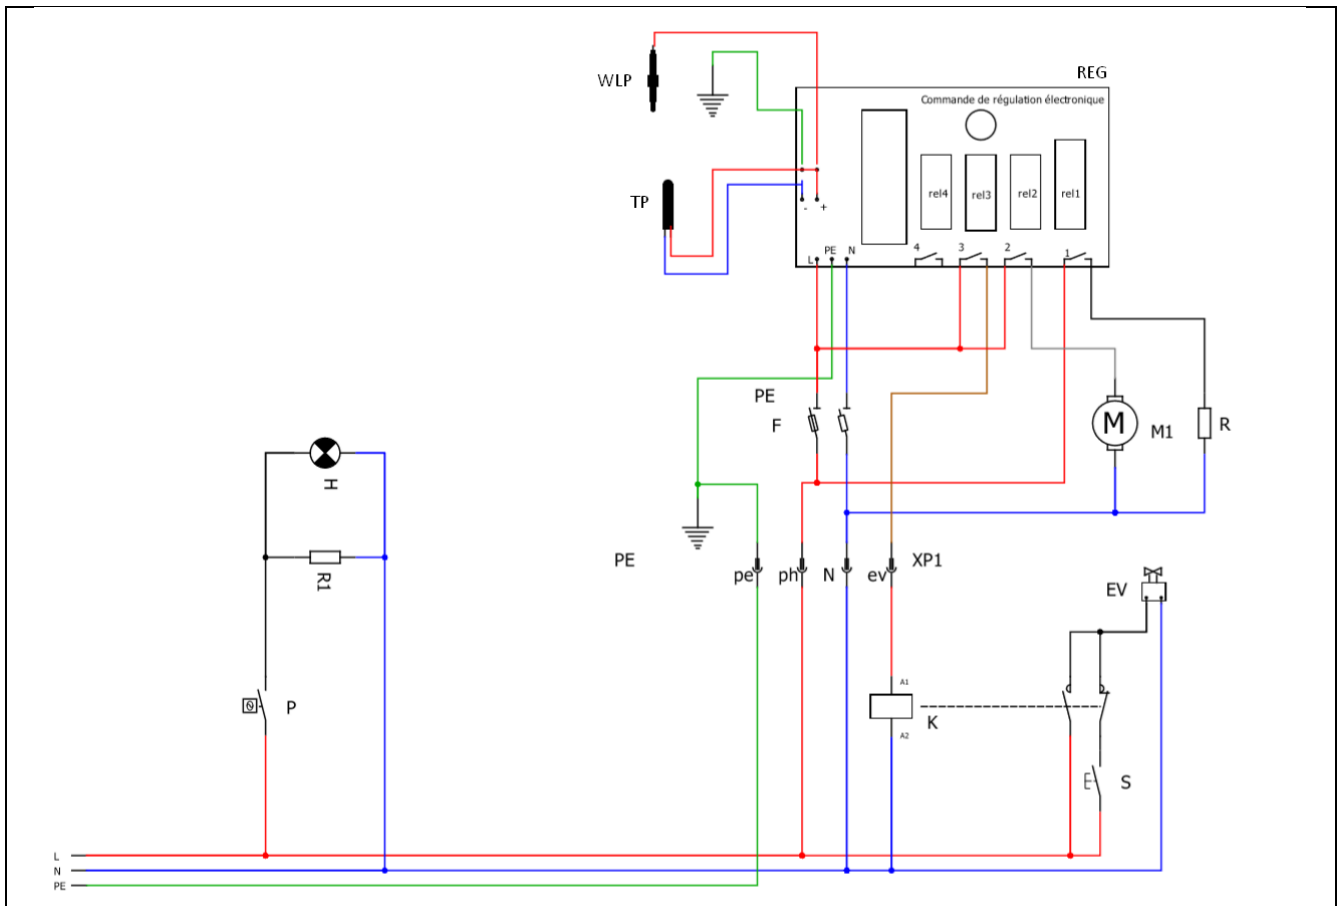 REG
WLP
Commande de régulation électronique
TP
rel4
rel3
rel2
rel1
- +
4
3
2
1
L
PE
N
PE
F
M
M1
R
H
PE
pe
ph
N
ev
XP1
R1
EV
A1
P
K
A2
S
L
N
PE